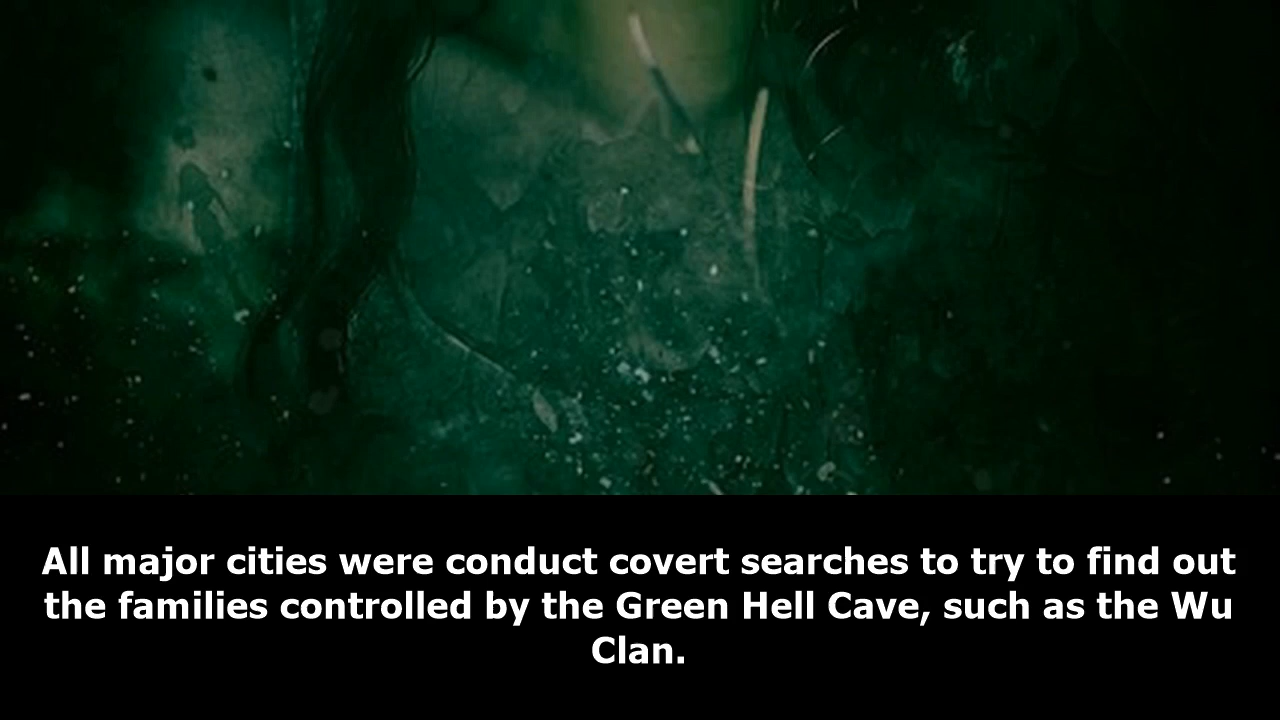 All major cities were conduct covert searches to try to find out
the families controlled by the Green Hell Cave, such as the Wu
Clan.